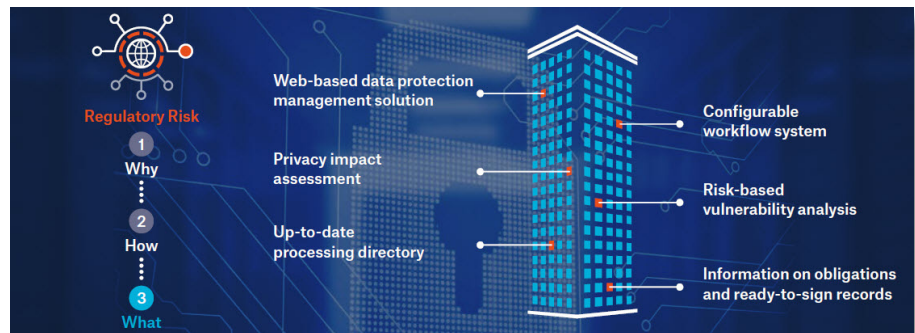 Regulatory Risk
1
Why
2
How
3
What
Web-based data protection
management solution
Privacy impact
assessment
Up-to-date
processing directory
Configurable
workflow system
Risk-based
vulnerability analysis
Information on obligations
and ready-to-sign records